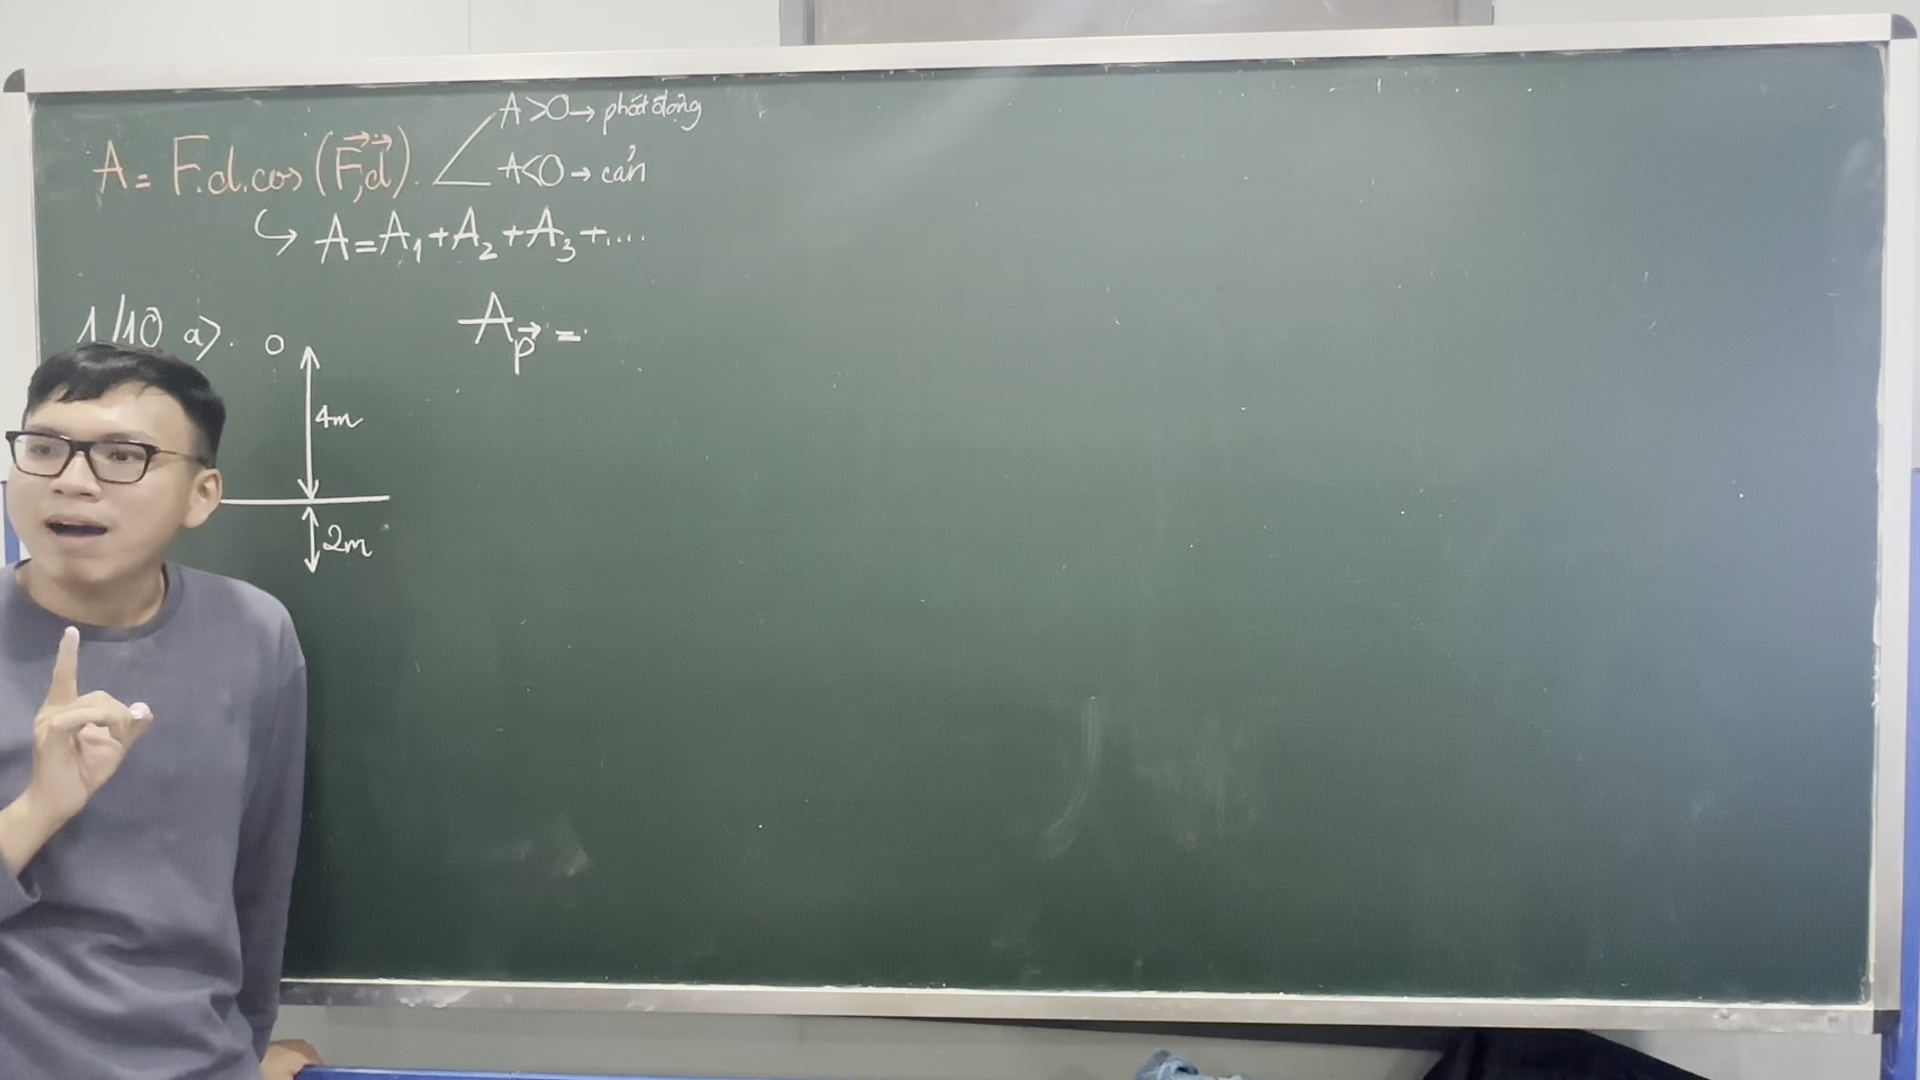 A = F.d.cos (F⃗,d⃗)
A>0 → phát động
A<0 → cản
↳ A = A₁ + A₂ + A₃ + ....
1/10 a).
4m
2m
A_P⃗ =